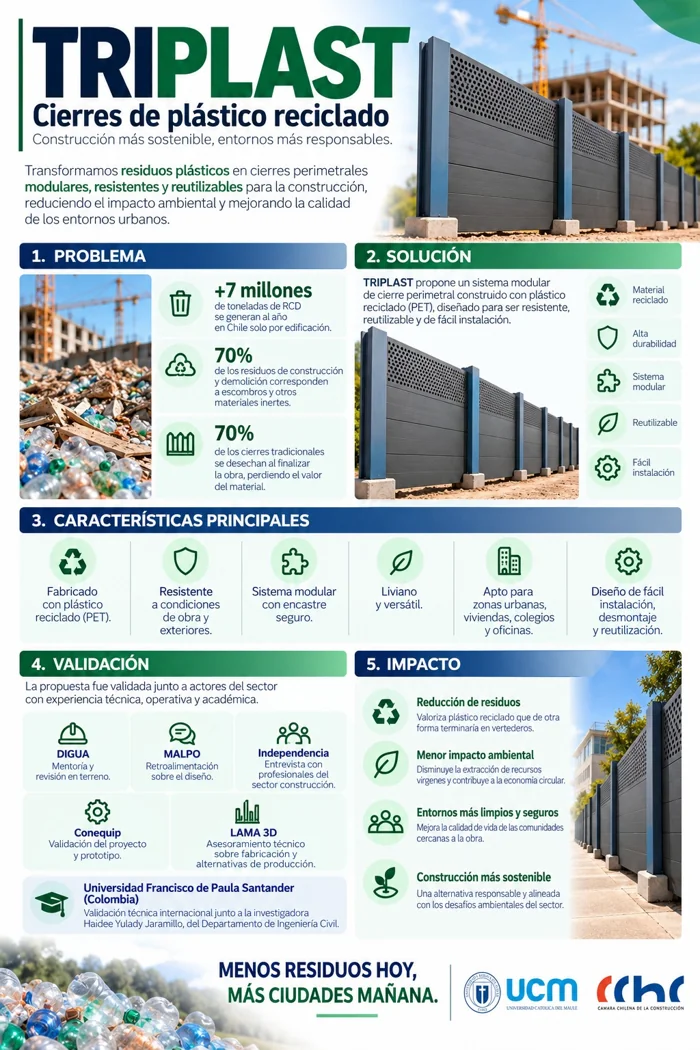 TRIPLAST
Cierres de plástico reciclado
Construcción más sostenible, entornos más responsables.
Transformamos residuos plásticos en cierres perimetrales
modulares, resistentes y reutilizables para la construcción,
reduciendo el impacto ambiental y mejorando la calidad
de los entornos urbanos.
1. PROBLEMA
+7 millones
de toneladas de RCD
se generan al año
en Chile solo por edificación.
70%
de los residuos de construcción
y demolición corresponden
a escombros y otros
materiales inertes.
70%
de los cierres tradicionales
se desechan al finalizar
la obra, perdiendo el valor
del material.
2. SOLUCIÓN
TRIPLAST propone un sistema modular
de cierre perimetral construido con plástico
reciclado (PET), diseñado para ser resistente,
reutilizable y de fácil instalación.
Material
reciclado
Alta
durabilidad
Sistema
modular
Reutilizable
Fácil
instalación
3. CARACTERÍSTICAS PRINCIPALES
Fabricado
con plástico
reciclado (PET).
Resistente
a condiciones
de obra y
exteriores.
Sistema modular
con encastre
seguro.
Liviano
y versátil.
Apto para
zonas urbanas,
viviendas, colegios
y oficinas.
Diseño de fácil
instalación,
desmontaje
y reutilización.
4. VALIDACIÓN
La propuesta fue validada junto a actores del sector
con experiencia técnica, operativa y académica.
DIGUA
Mentoría y
revisión en terreno.
MALPO
Retroalimentación
sobre el diseño.
Independencia
Entrevista con
profesionales del
sector construcción.
Conequip
Validación del proyecto
y prototipo.
LAMA 3D
Asesoramiento técnico
sobre fabricación y
alternativas de producción.
Universidad Francisco de Paula Santander
(Colombia)
Validación técnica internacional junto a la investigadora
Haidee Yulady Jaramillo, del Departamento de Ingeniería Civil.
5. IMPACTO
Reducción de residuos
Valoriza plástico reciclado que de otra
forma terminaría en vertederos.
Menor impacto ambiental
Disminuye la extracción de recursos
vírgenes y contribuye a la economía circular.
Entornos más limpios y seguros
Mejora la calidad de vida de las comunidades
cercanas a la obra.
Construcción más sostenible
Una alternativa responsable y alineada
con los desafíos ambientales del sector.
MENOS RESIDUOS HOY,
MÁS CIUDADES MAÑANA.
ucm
UNIVERSIDAD CATOLICA DEL MAULE
cchc
CAMARA CHILENA DE LA CONSTRUCCIÓN